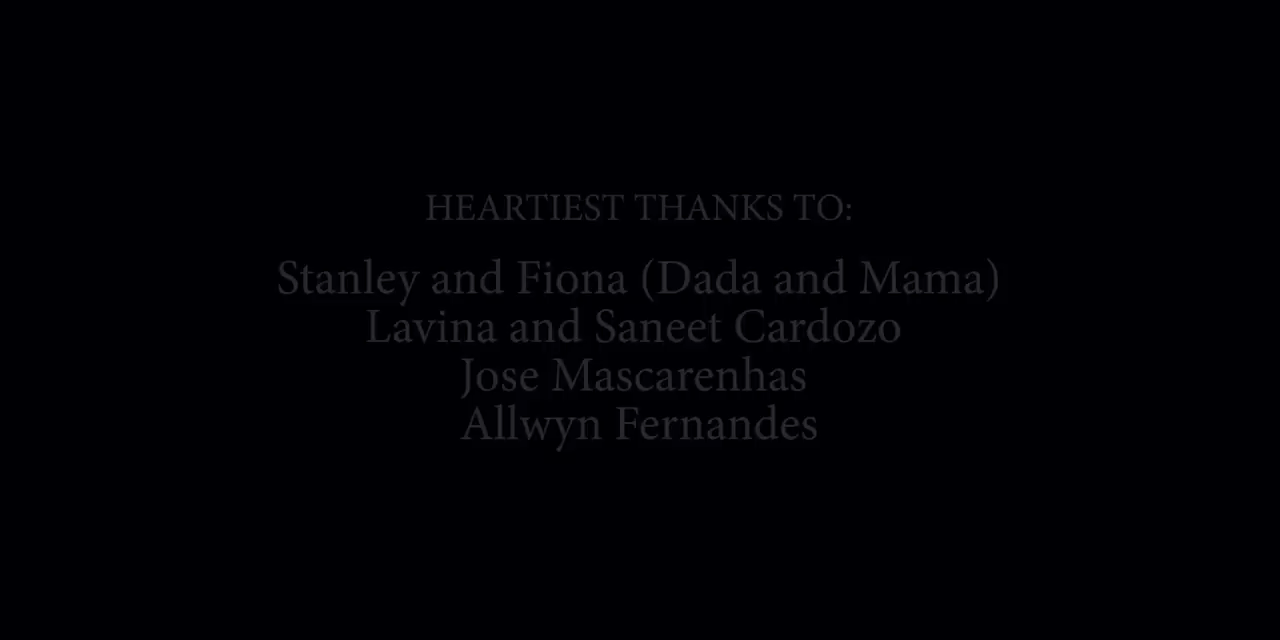 HEARTIEST THANKS TO:
Stanley and Fiona (Dada and Mama)
Lavina and Saneet Cardozo
Jose Mascarenhas
Allwyn Fernandes